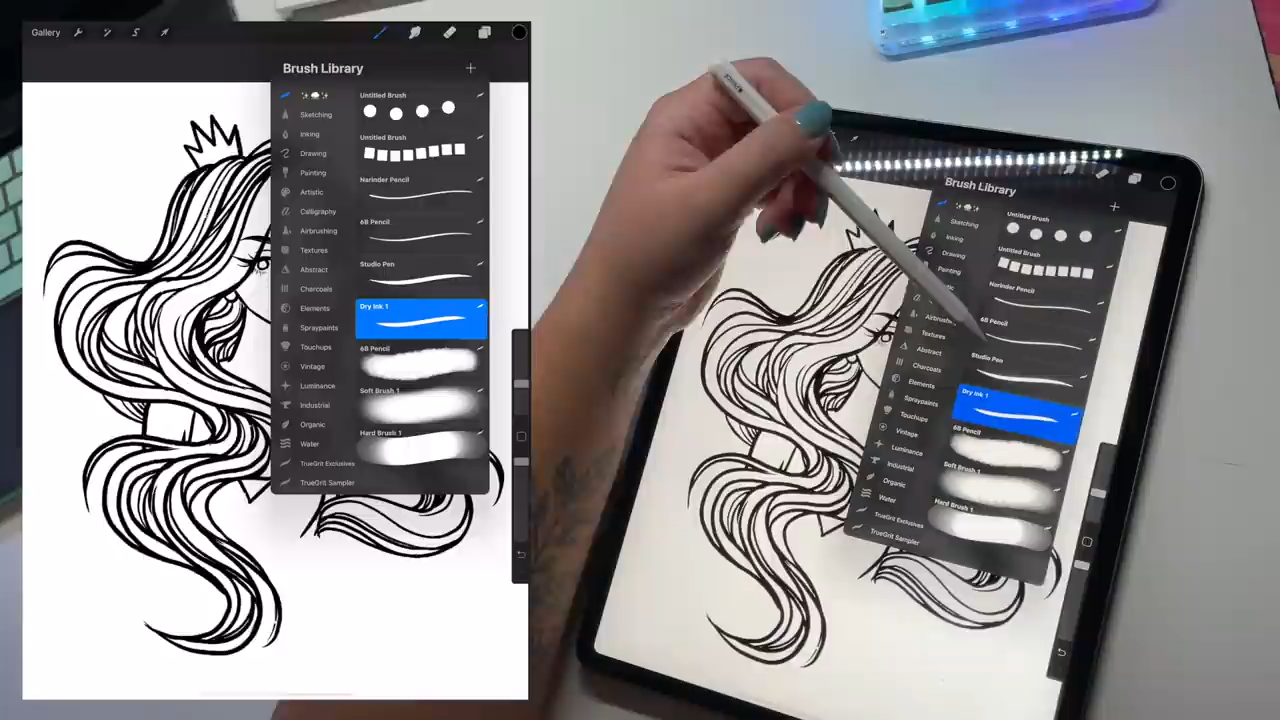 Gallery
Brush Library
Sketching
Inking
Drawing
Painting
Artistic
Calligraphy
Airbrushing
Textures
Abstract
Charcoals
Elements
Spraypaints
Touchups
Vintage
Luminance
Industrial
Organic
Water
TrueGrit Exclusives
TrueGrit Sampler
Untitled Brush
Untitled Brush
Narinder Pencil
6B Pencil
Studio Pen
Dry Ink 1
6B Pencil
Soft Brush 1
Hard Brush 1
Brush Library
Sketching
Inking
Drawing
Painting
Textures
Abstract
Charcoals
Elements
Spraypaints
Touchups
Vintage
Luminance
Industrial
Organic
Water
TrueGrit Exclusives
TrueGrit Sampler
Untitled Brush
Untitled Brush
Narinder Pencil
6B Pencil
Studio Pen
Dry Ink 1
6B Pencil
Soft Brush 1
Hard Brush 1